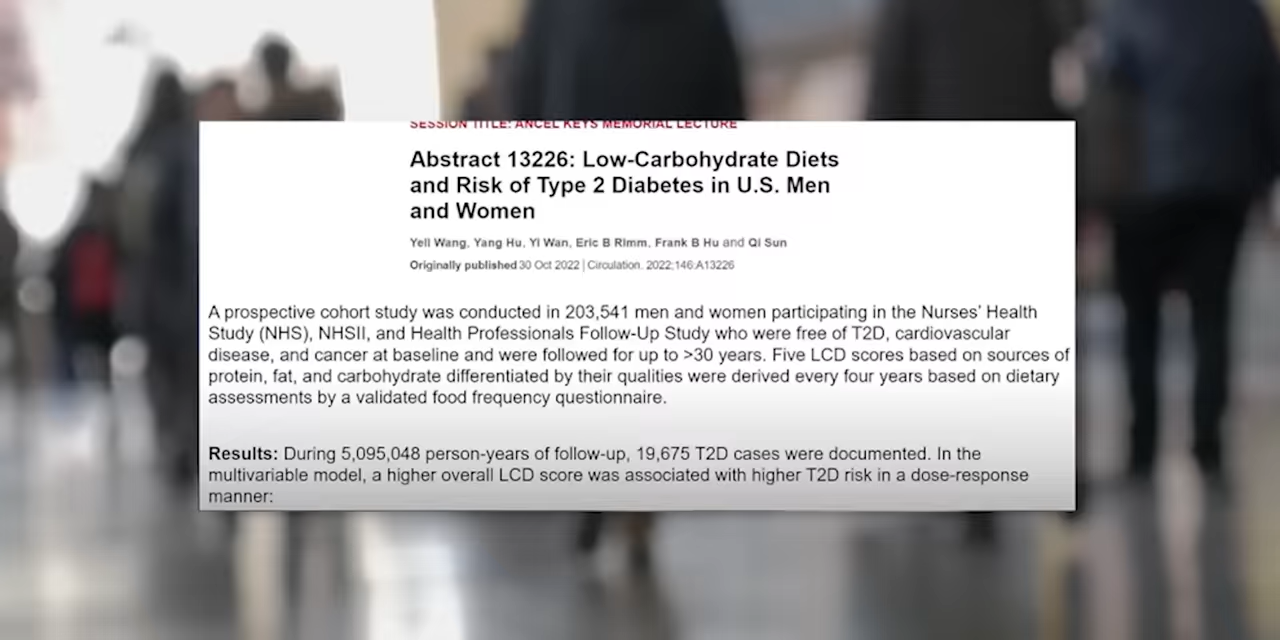 SESSION TITLE: ANCEL KEYS MEMORIAL LECTURE
Abstract 13226: Low-Carbohydrate Diets
and Risk of Type 2 Diabetes in U.S. Men
and Women
Yeli Wang, Yang Hu, Yi Wan, Eric B Rimm, Frank B Hu and Qi Sun
Originally published 30 Oct 2022 | Circulation. 2022;146:A13226
A prospective cohort study was conducted in 203,541 men and women participating in the Nurses' Health
Study (NHS), NHSII, and Health Professionals Follow-Up Study who were free of T2D, cardiovascular
disease, and cancer at baseline and were followed for up to >30 years. Five LCD scores based on sources of
protein, fat, and carbohydrate differentiated by their qualities were derived every four years based on dietary
assessments by a validated food frequency questionnaire.
Results: During 5,095,048 person-years of follow-up, 19,675 T2D cases were documented. In the
multivariable model, a higher overall LCD score was associated with higher T2D risk in a dose-response
manner: